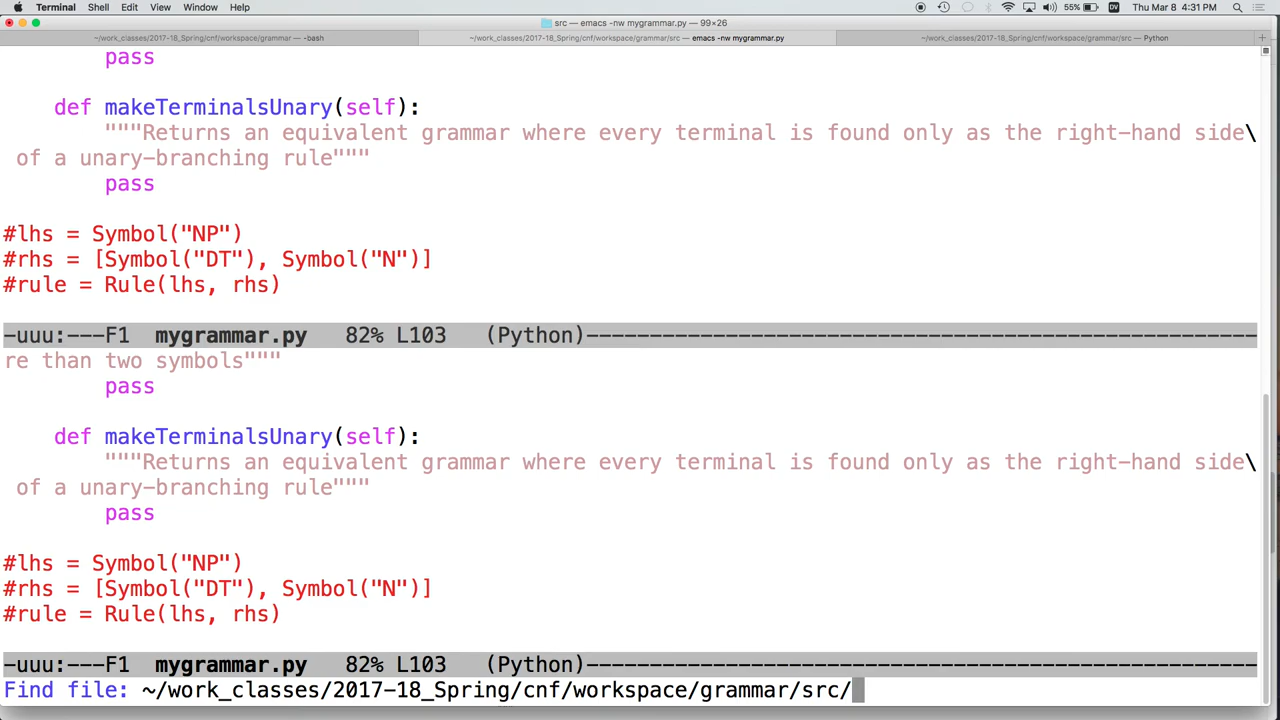 Terminal Shell Edit View Window Help 55% DV Thu Mar 8 4:31 PM
src — emacs -nw mygrammar.py — 99×26
~/work_classes/2017-18_Spring/cnf/workspace/grammar — -bash ~/work_classes/2017-18_Spring/cnf/workspace/grammar/src — emacs -nw mygrammar.py ~/work_classes/2017-18_Spring/cnf/workspace/grammar/src — Python +
        pass
    def makeTerminalsUnary(self):
        """Returns an equivalent grammar where every terminal is found only as the right-hand side\
 of a unary-branching rule"""
        pass
#lhs = Symbol("NP")
#rhs = [Symbol("DT"), Symbol("N")]
#rule = Rule(lhs, rhs)
-uuu:---F1  mygrammar.py   82% L103   (Python)-----------------------------------------------------
re than two symbols"""
        pass
    def makeTerminalsUnary(self):
        """Returns an equivalent grammar where every terminal is found only as the right-hand side\
 of a unary-branching rule"""
        pass
#lhs = Symbol("NP")
#rhs = [Symbol("DT"), Symbol("N")]
#rule = Rule(lhs, rhs)
-uuu:---F1  mygrammar.py   82% L103   (Python)-----------------------------------------------------
Find file: ~/work_classes/2017-18_Spring/cnf/workspace/grammar/src/